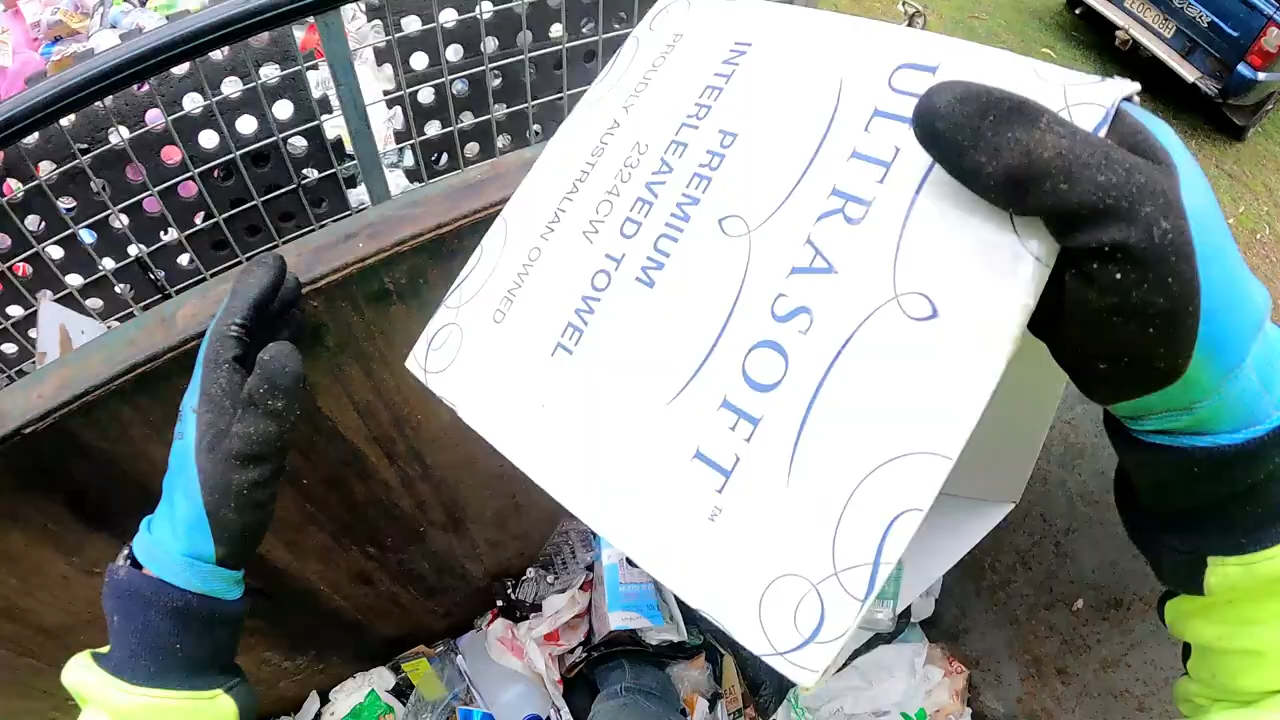 ULTRASOFT™
PREMIUM
INTERLEAVED TOWEL
2324CW
PROUDLY AUSTRALIAN OWNED